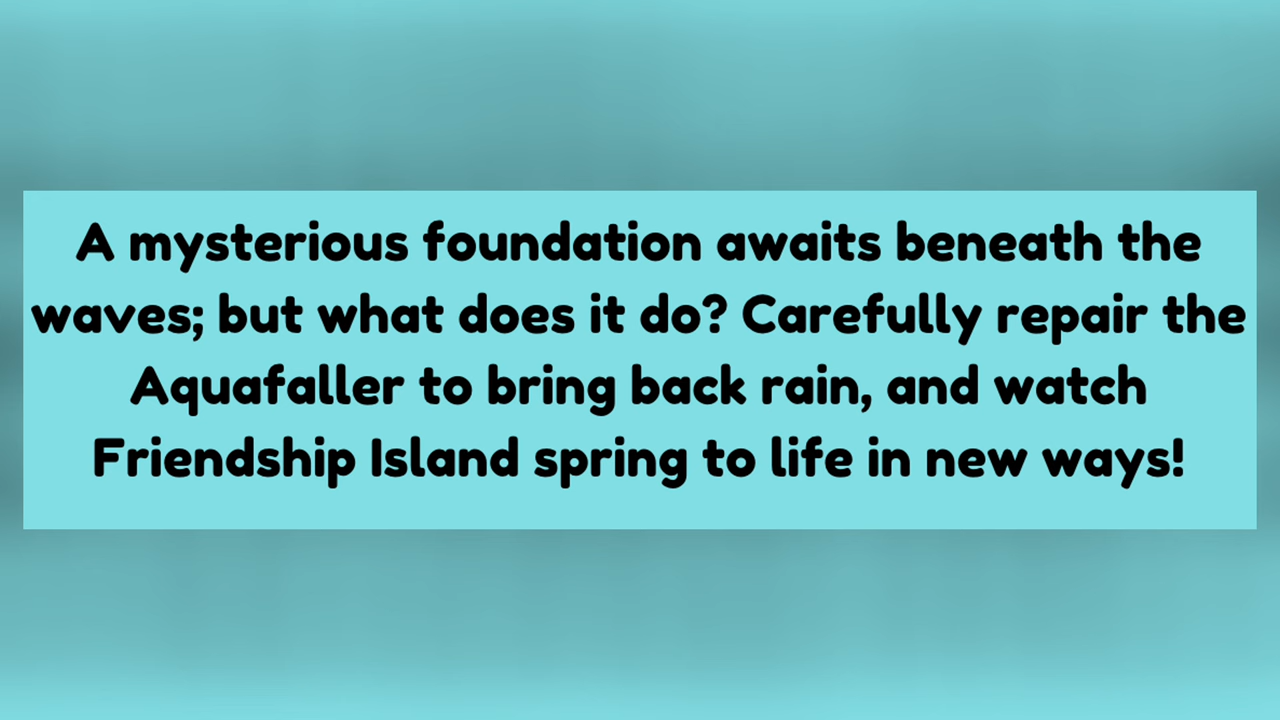 A mysterious foundation awaits beneath the
waves; but what does it do? Carefully repair the
Aquafaller to bring back rain, and watch
Friendship Island spring to life in new ways!